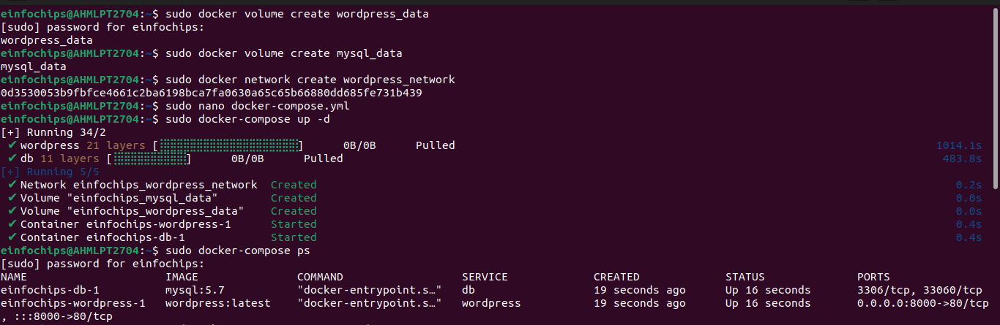 einfochips@AHMLPT2704:~$ sudo docker volume create wordpress_data
[sudo] password for einfochips:
wordpress_data
einfochips@AHMLPT2704:~$ sudo docker volume create mysql_data
mysql_data
einfochips@AHMLPT2704:~$ sudo docker network create wordpress_network
0d3530053b9fbfce4661c2ba6198bca7fa0630a65c65b66880dd685fe731b439
einfochips@AHMLPT2704:~$ sudo nano docker-compose.yml
einfochips@AHMLPT2704:~$ sudo docker-compose up -d
[+] Running 34/2
✔ wordpress 21 layers [⣿⣿⣿⣿⣿⣿⣿⣿⣿⣿⣿⣿⣿⣿⣿⣿⣿⣿⣿⣿⣿] 0B/0B Pulled 1014.1s
✔ db 11 layers [⣿⣿⣿⣿⣿⣿⣿⣿⣿⣿⣿] 0B/0B Pulled 483.8s
[+] Running 5/5
✔ Network einfochips_wordpress_network Created 0.2s
✔ Volume "einfochips_mysql_data" Created 0.0s
✔ Volume "einfochips_wordpress_data" Created 0.0s
✔ Container einfochips-wordpress-1 Started 0.4s
✔ Container einfochips-db-1 Started 0.4s
einfochips@AHMLPT2704:~$ sudo docker-compose ps
[sudo] password for einfochips:
NAME IMAGE COMMAND SERVICE CREATED STATUS PORTS
einfochips-db-1 mysql:5.7 "docker-entrypoint.s…" db 19 seconds ago Up 16 seconds 3306/tcp, 33060/tcp
einfochips-wordpress-1 wordpress:latest "docker-entrypoint.s…" wordpress 19 seconds ago Up 16 seconds 0.0.0.0:8000->80/tcp
, :::8000->80/tcp